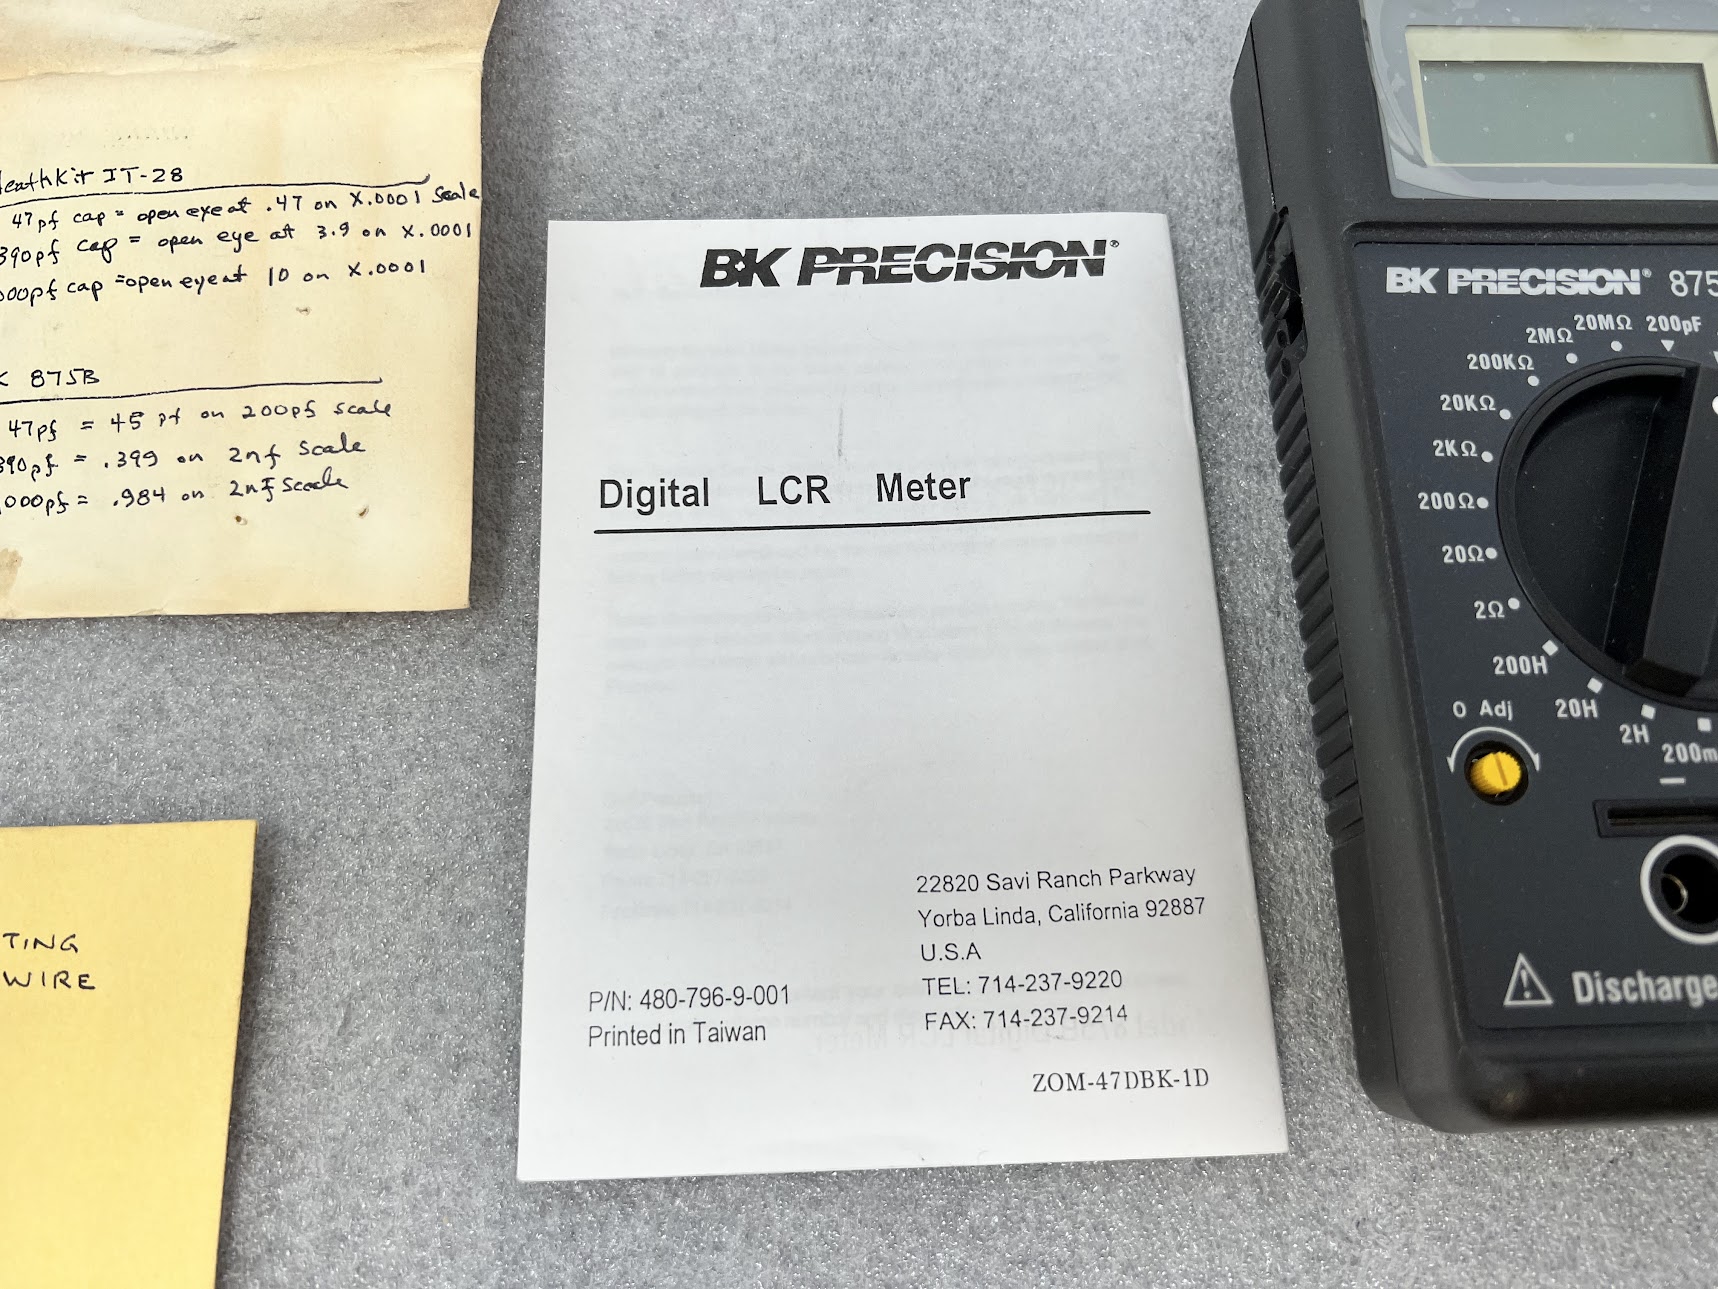 HeathKit IT-28
47pf cap = open eye at .47 on X.0001 Scale
390pf cap = open eye at 3.9 on X.0001
000pf cap = open eye at 10 on X.0001
K 875B
47pf = 45 pf on 200pf scale
390pf = .399 on 2nf Scale
,000pf = .984 on 2nf Scale
TING
WIRE
BK PRECISION®
Digital LCR Meter
22820 Savi Ranch Parkway
Yorba Linda, California 92887
U.S.A
TEL: 714-237-9220
FAX: 714-237-9214
P/N: 480-796-9-001
Printed in Taiwan
ZOM-47DBK-1D
BK PRECISION® 875
200pF
20MΩ
2MΩ
200KΩ
20KΩ
2KΩ
200Ω
20Ω
2Ω
200H
20H
2H
200m
0 Adj
Discharge